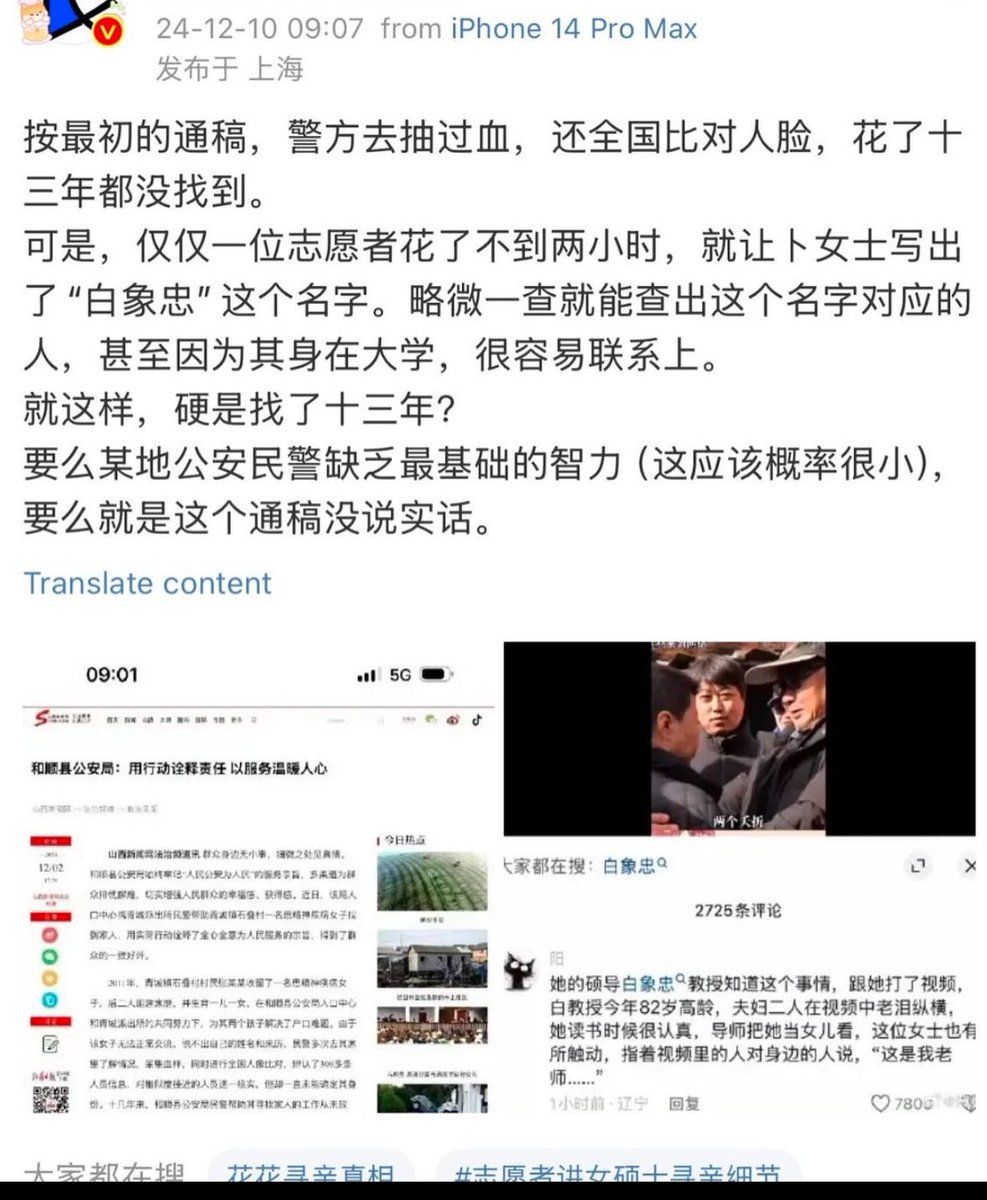 24-12-10 09:07 from iPhone 14 Pro Max
发布于 上海
按最初的通稿，警方去抽过血，还全国比对人脸，花了十
三年都没找到。
可是，仅仅一位志愿者花了不到两小时，就让卜女士写出
了“白象忠”这个名字。略微一查就能查出这个名字对应的
人，甚至因为其身在大学，很容易联系上。
就这样，硬是找了十三年？
要么某地公安民警缺乏最基础的智力（这应该概率很小），
要么就是这个通稿没说实话。
Translate content
09:01
5G
和顺县公安局：用行动诠释责任 以服务温暖人心
12/02
今日热点
山西新闻网法治频道讯 群众身边无小事，细微之处见真情。
和顺县公安局始终牢记“人民公安为人民”的服务宗旨，多渠道为群
众排忧解难，切实增强人民群众的幸福感、获得感。近日，该局人
口中心携青城派出所民警帮助青城镇石叠村一名患精神疾病女子找
到家人，用实际行动诠释了全心全意为人民服务的宗旨，得到了群
众的一致好评。
2011年，青城镇石叠村村民张某某收留了一名患精神疾病女
子，后二人组建家庭，并生育一儿一女，在和顺县公安局人口中心
和青城派出所的共同努力下，为其两个孩子解决了户口难题。由于
该女子无法正常交流，说不出自己的姓名和来历，民警多次去其家
里了解情况，采集血样，同时进行全国人像比对，辨认了300多条
人员信息，对相似度接近的人员逐一核实，但却一直未能确定其身
份。十几年来，和顺县公安局民警帮助其寻找家人的工作从未放
两个夭折
大家都在搜：白象忠
2725条评论
阳
她的硕导白象忠教授知道这个事情，跟她打了视频，
白教授今年82岁高龄，夫妇二人在视频中老泪纵横，
她读书时候很认真，导师把她当女儿看，这位女士也有
所触动，指着视频里的人对身边的人说，“这是我老
师……”
1小时前·辽宁 回复
780
大家都在搜
花花寻亲真相
#志愿者讲女硕士寻亲细节